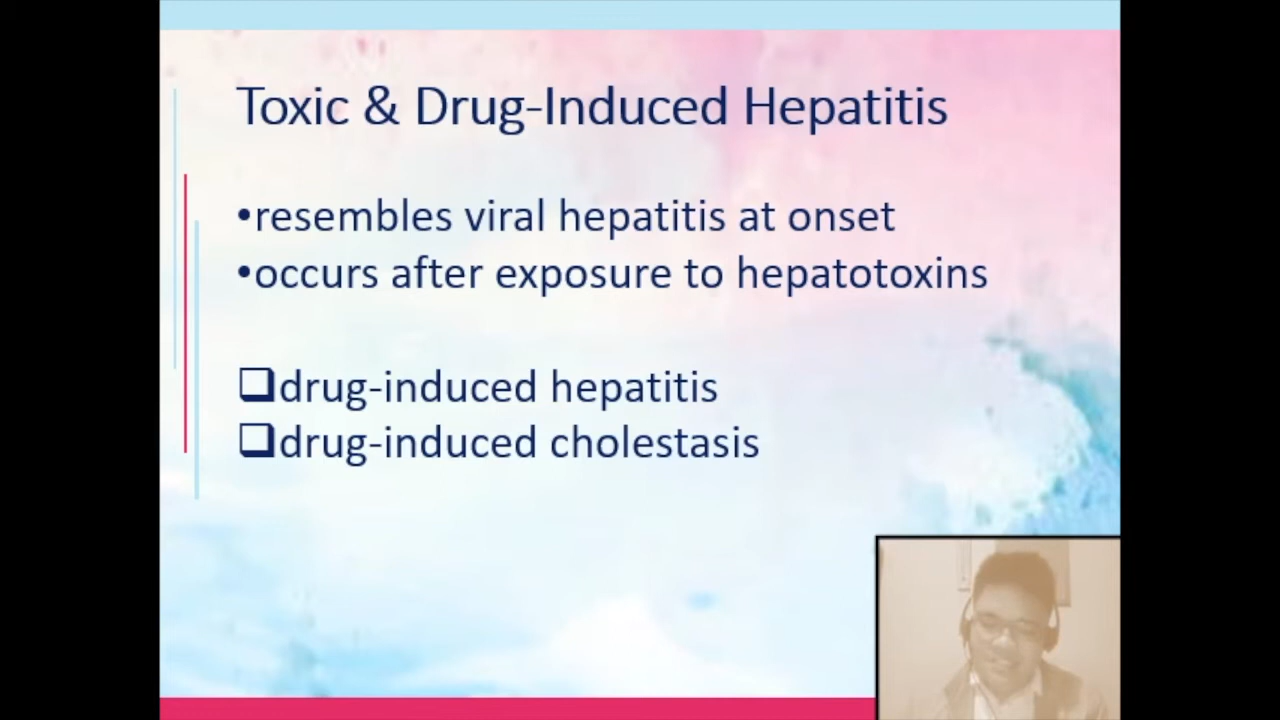 Toxic & Drug-Induced Hepatitis
•resembles viral hepatitis at onset
•occurs after exposure to hepatotoxins
❑drug-induced hepatitis
❑drug-induced cholestasis